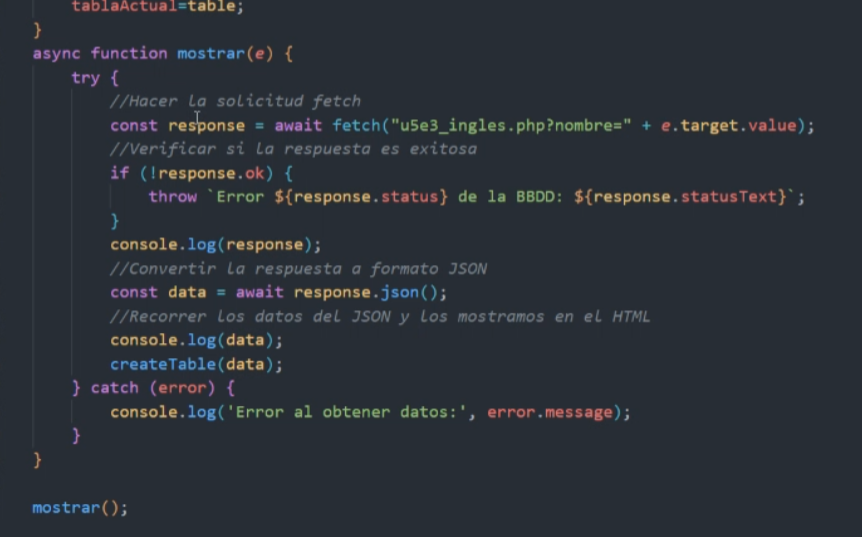 tablaActual=table;
}
async function mostrar(e) {
try {
//Hacer la solicitud fetch
const response = await fetch("u5e3_ingles.php?nombre=" + e.target.value);
//Verificar si la respuesta es exitosa
if (!response.ok) {
throw `Error ${response.status} de la BBDD: ${response.statusText}`;
}
console.log(response);
//Convertir la respuesta a formato JSON
const data = await response.json();
//Recorrer los datos del JSON y los mostramos en el HTML
console.log(data);
createTable(data);
} catch (error) {
console.log('Error al obtener datos:', error.message);
}
}
mostrar();